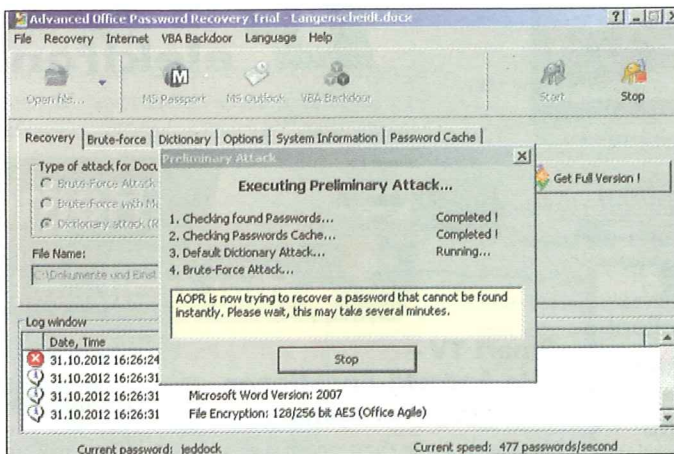 Advanced Office Password Recovery Trial - Langenscheidt.docx
File Recovery Internet VBA Backdoor Language Help
Open file... MS Passport MS Outlook VBA Backdoor Start Stop
Recovery Brute-force Dictionary Options System Information Password Cache
Type of attack for Docu
Brute-Force Attack
Brute-Force with M
Dictionary attack (R
File Name:
C:\Dokumente und Einst
Get Full Version !
Preliminary Attack
Executing Preliminary Attack...
1. Checking found Passwords... Completed !
2. Checking Passwords Cache... Completed !
3. Default Dictionary Attack... Running...
4. Brute-Force Attack...
AOPR is now trying to recover a password that cannot be found
instantly. Please wait, this may take several minutes.
Stop
Log window
Date, Time
31.10.2012 16:26:24
31.10.2012 16:26:31
31.10.2012 16:26:31 Microsoft Word Version: 2007
31.10.2012 16:26:31 File Encryption: 128/256 bit AES (Office Agile)
Current password: jeddock Current speed: 477 passwords/second